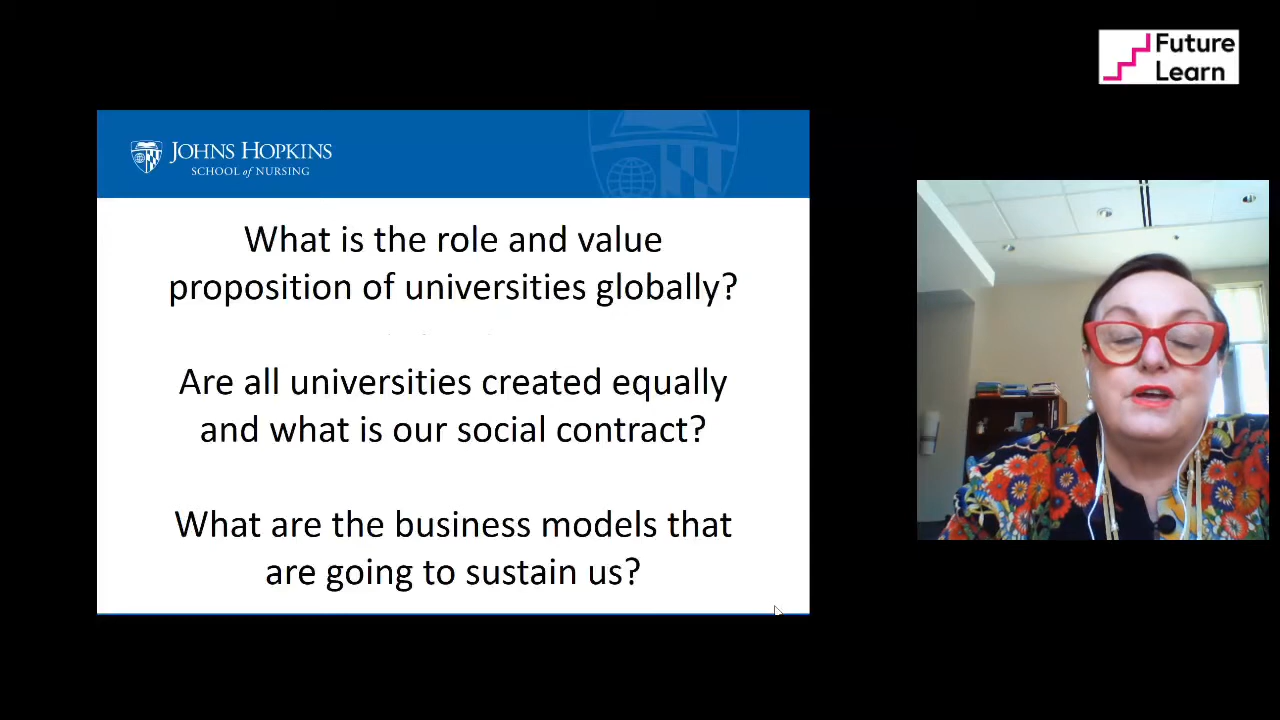 Future
Learn
JOHNS HOPKINS
SCHOOL of NURSING
What is the role and value
proposition of universities globally?
Are all universities created equally
and what is our social contract?
What are the business models that
are going to sustain us?